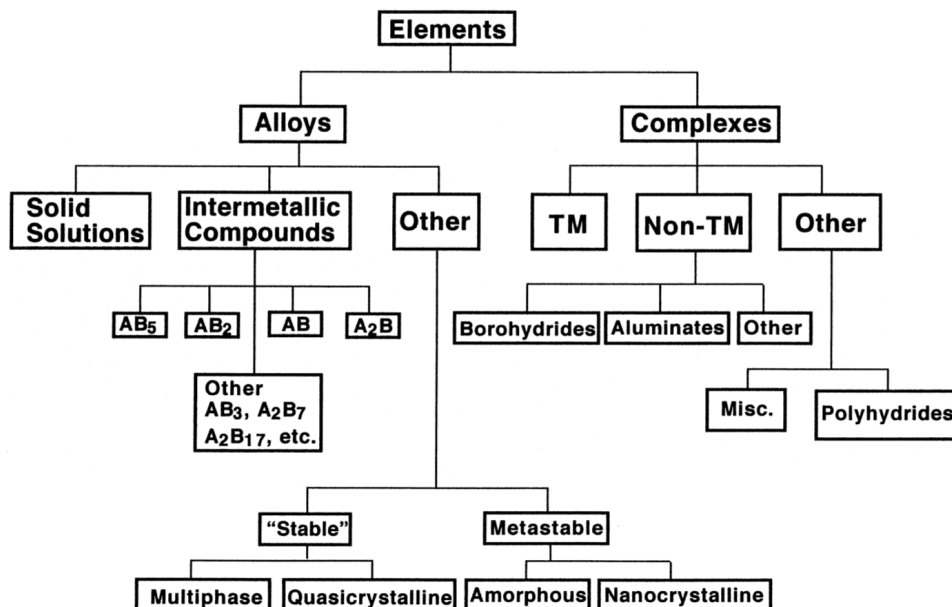 Elements
Alloys
Complexes
Solid
Solutions
Intermetallic
Compounds
Other
TM
Non-TM
Other
AB₅
AB₂
AB
A₂B
Borohydrides
Aluminates
Other
Other
AB₃, A₂B₇
A₂B₁₇, etc.
Misc.
Polyhydrides
“Stable”
Metastable
Multiphase
Quasicrystalline
Amorphous
Nanocrystalline